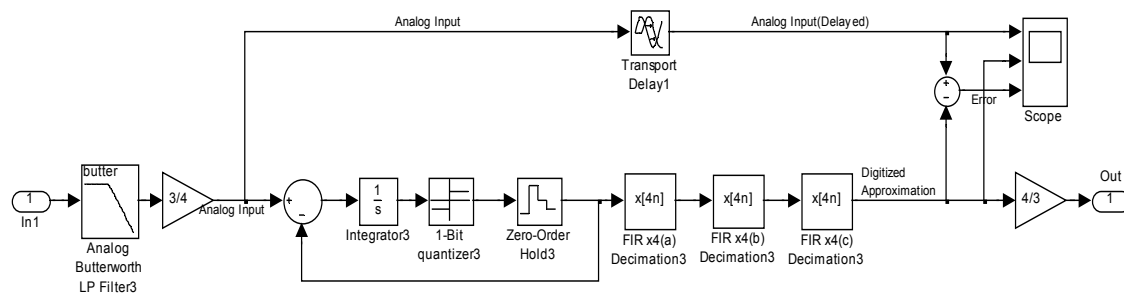 Analog Input
Analog Input(Delayed)
Transport
Delay1
+
−
Error
Scope
1
In1
butter
Analog
Butterworth
LP Filter3
3/4
Analog Input
+
−
1
s
Integrator3
1-Bit
quantizer3
Zero-Order
Hold3
x[4n]
FIR x4(a)
Decimation3
x[4n]
FIR x4(b)
Decimation3
x[4n]
FIR x4(c)
Decimation3
Digitized
Approximation
4/3
Out
1